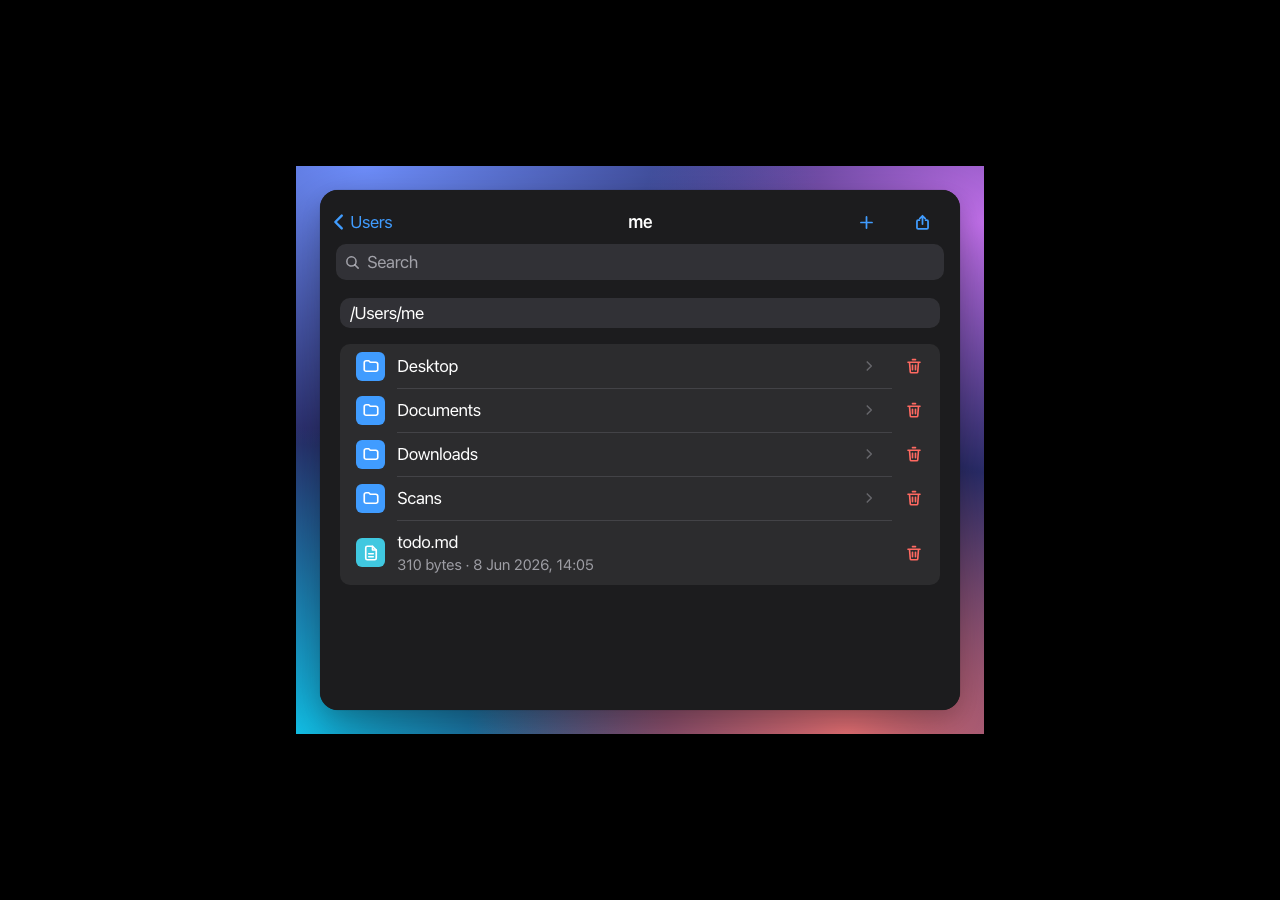 Users
me
Search
/Users/me
Desktop
Documents
Downloads
Scans
todo.md
310 bytes · 8 Jun 2026, 14:05